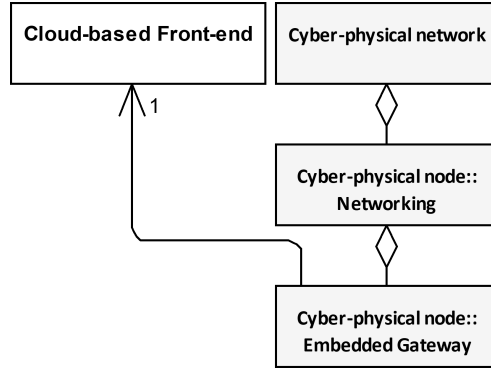 Cloud-based Front-end
Cyber-physical network
1
Cyber-physical node::
Networking
Cyber-physical node::
Embedded Gateway